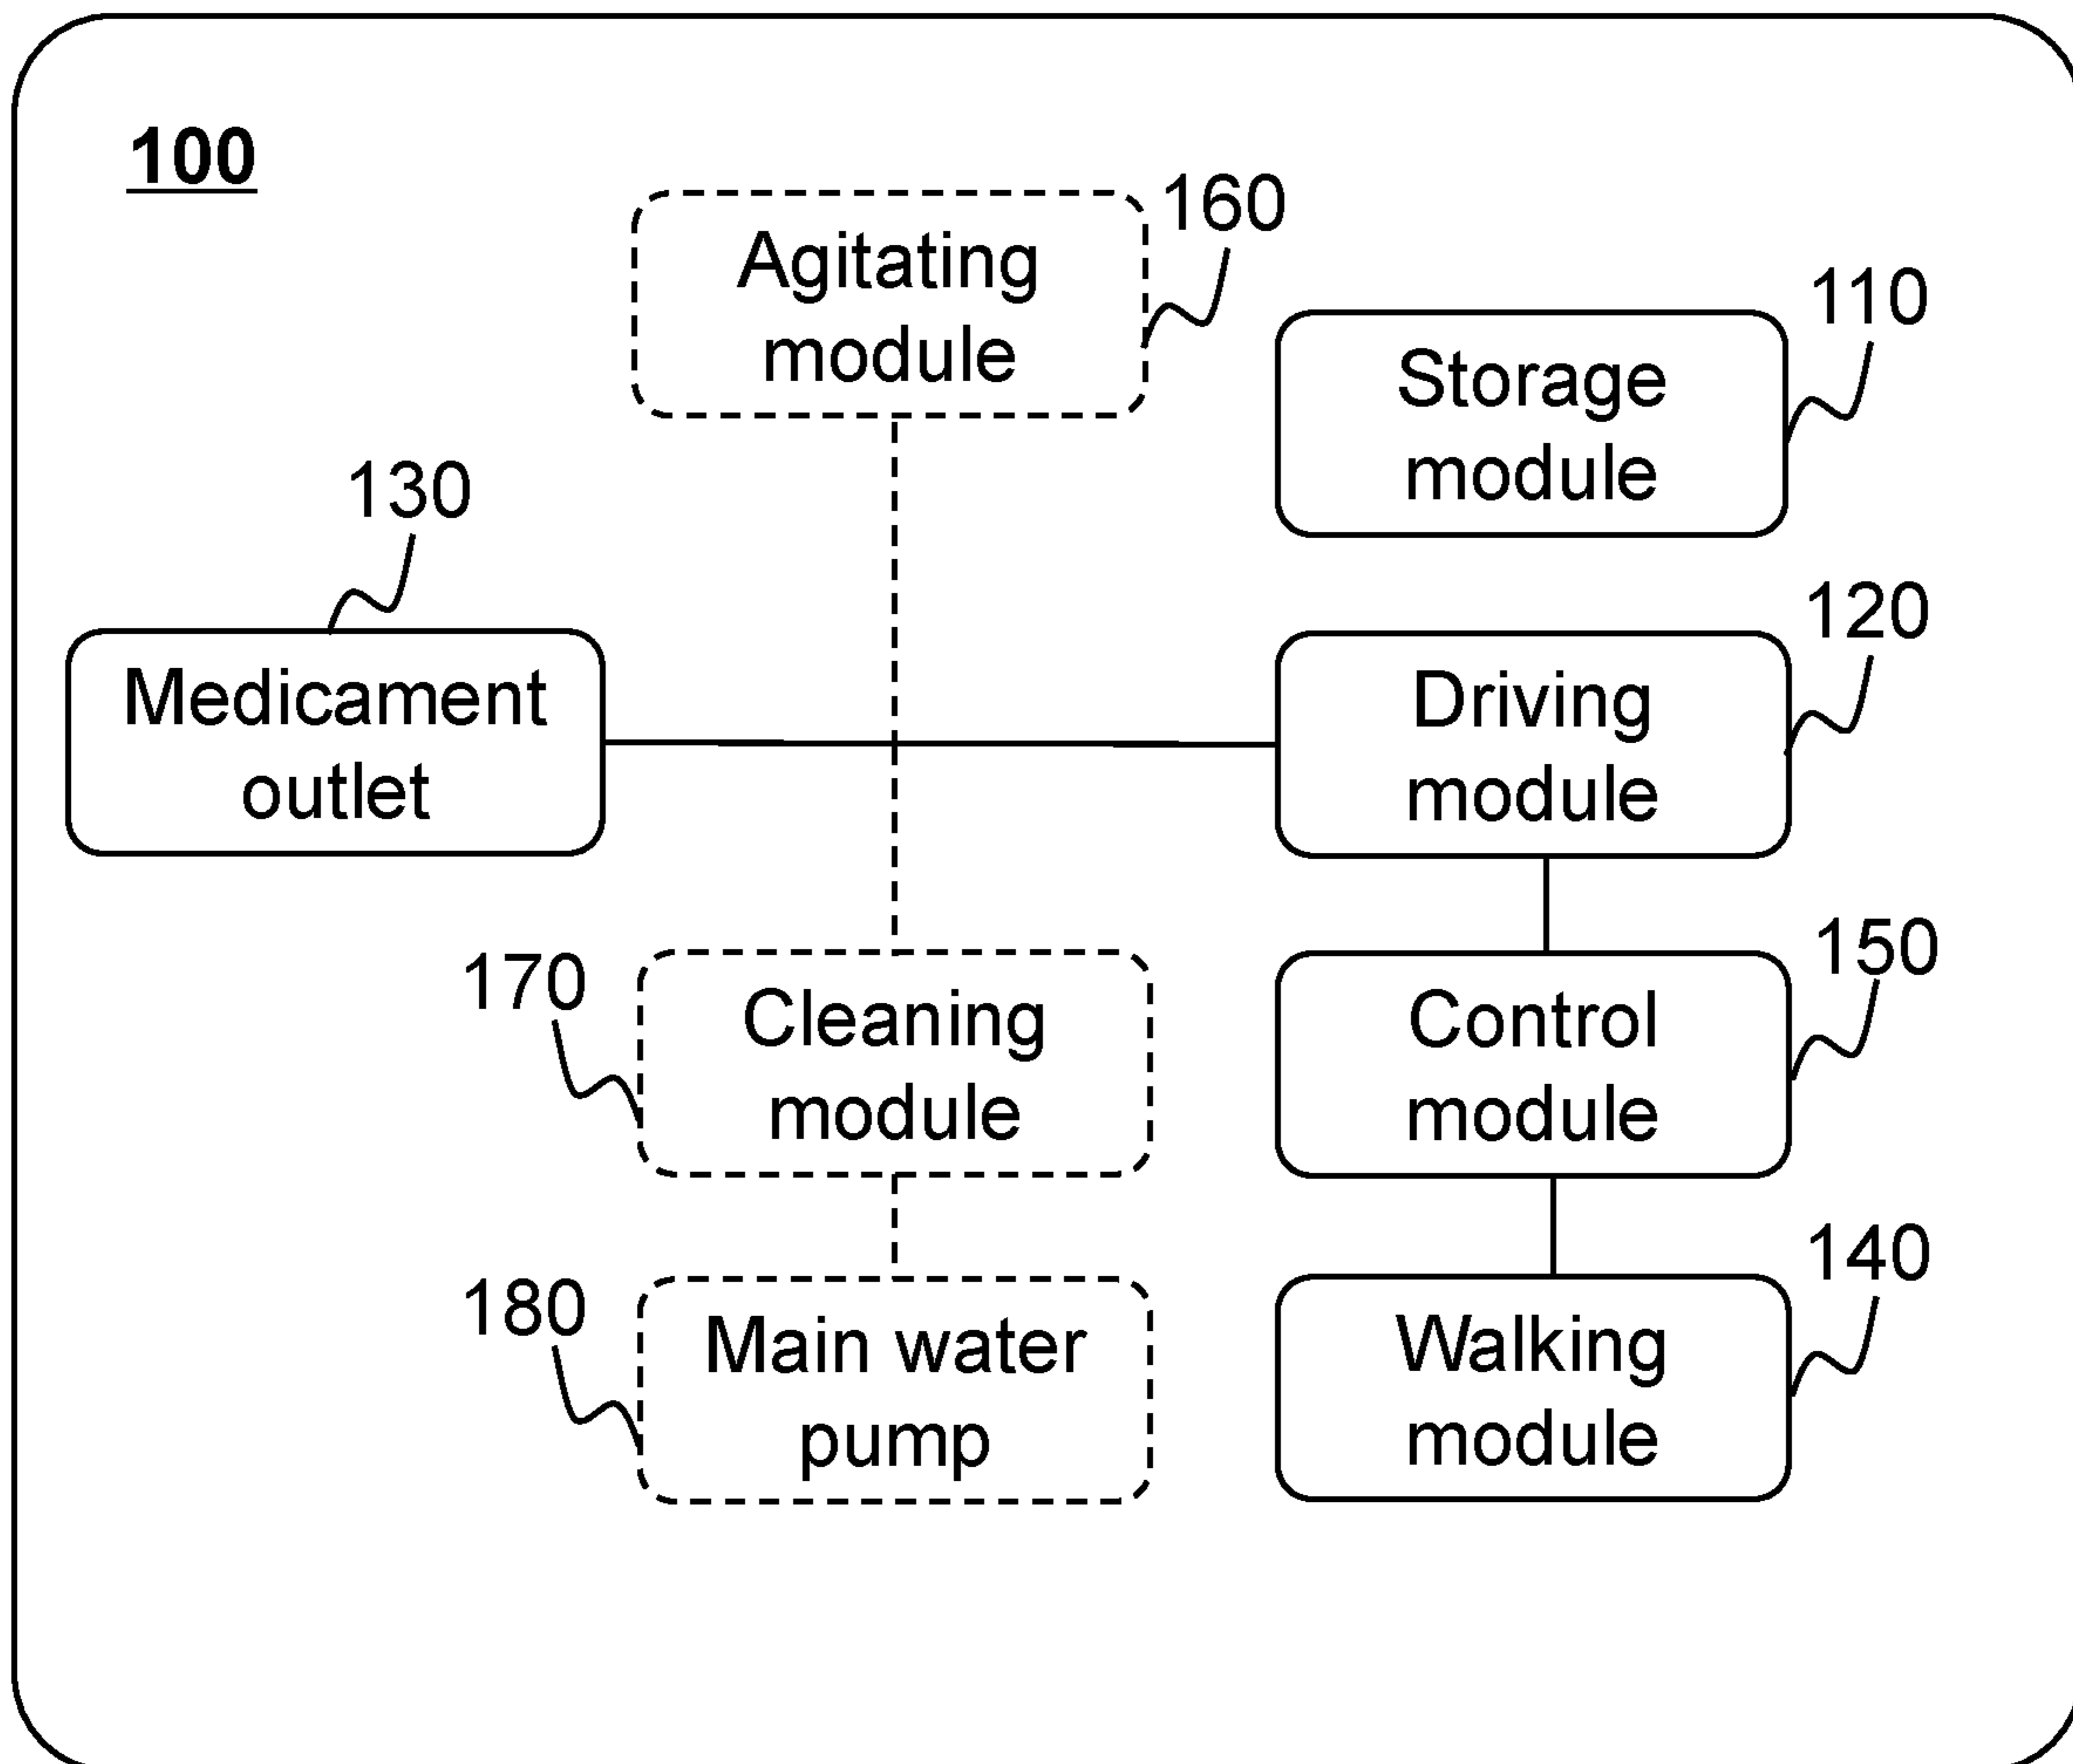 100
160
Agitating
module
110
Storage
module
130
Medicament
outlet
120
Driving
module
170
Cleaning
module
150
Control
module
180
Main water
pump
140
Walking
module